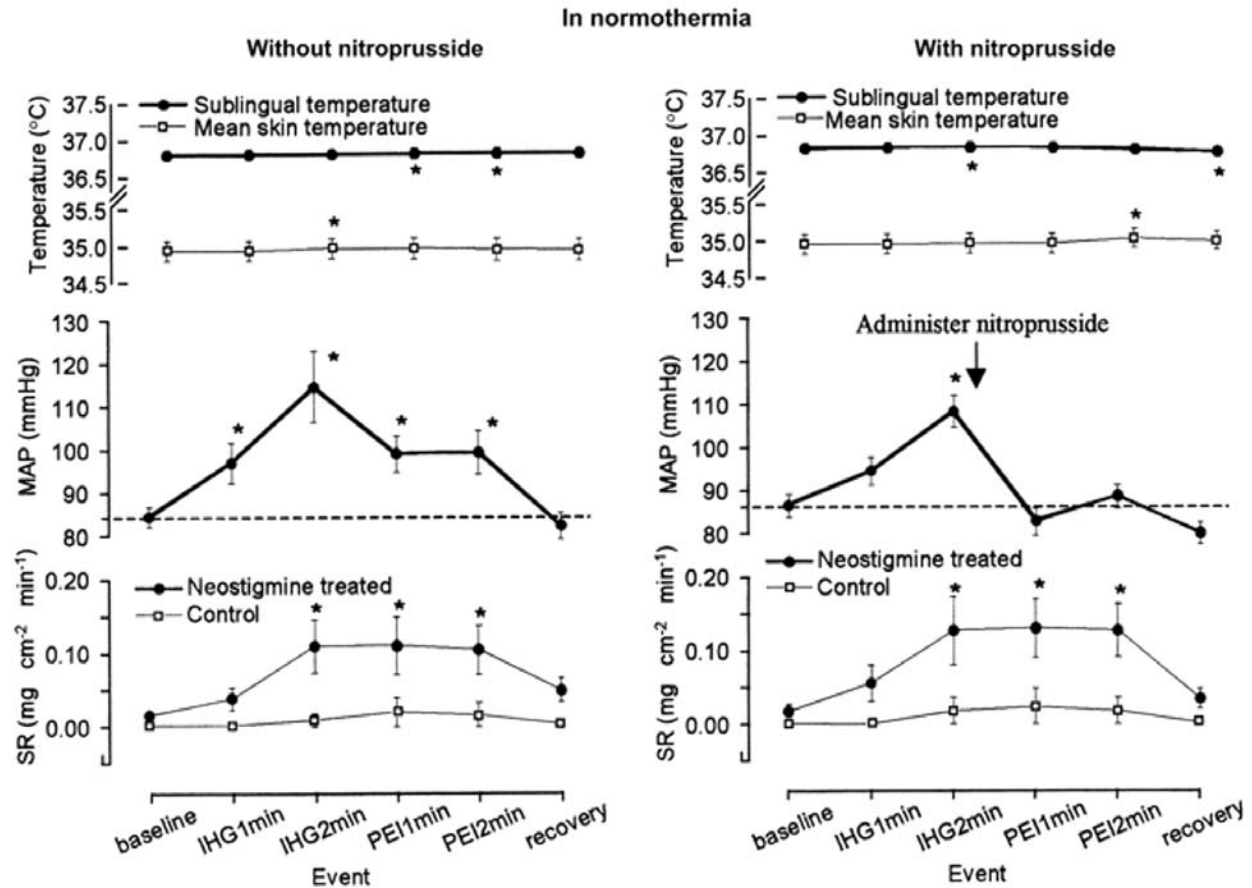 In normothermia
Without nitroprusside
With nitroprusside
Temperature (°C)
37.5
37.0
36.5
35.5
35.0
34.5
Sublingual temperature
Mean skin temperature
*
*
*
Temperature (°C)
37.5
37.0
36.5
35.5
35.0
34.5
Sublingual temperature
Mean skin temperature
*
*
*
MAP (mmHg)
130
120
110
100
90
80
*
*
*
*
MAP (mmHg)
130
120
110
100
90
80
Administer nitroprusside
*
SR (mg cm-2 min-1)
0.20
0.10
0.00
Neostigmine treated
Control
*
*
*
SR (mg cm-2 min-1)
0.20
0.10
0.00
Neostigmine treated
Control
*
*
*
baseline
IHG1min
IHG2min
PEI1min
PEI2min
recovery
Event
baseline
IHG1min
IHG2min
PEI1min
PEI2min
recovery
Event